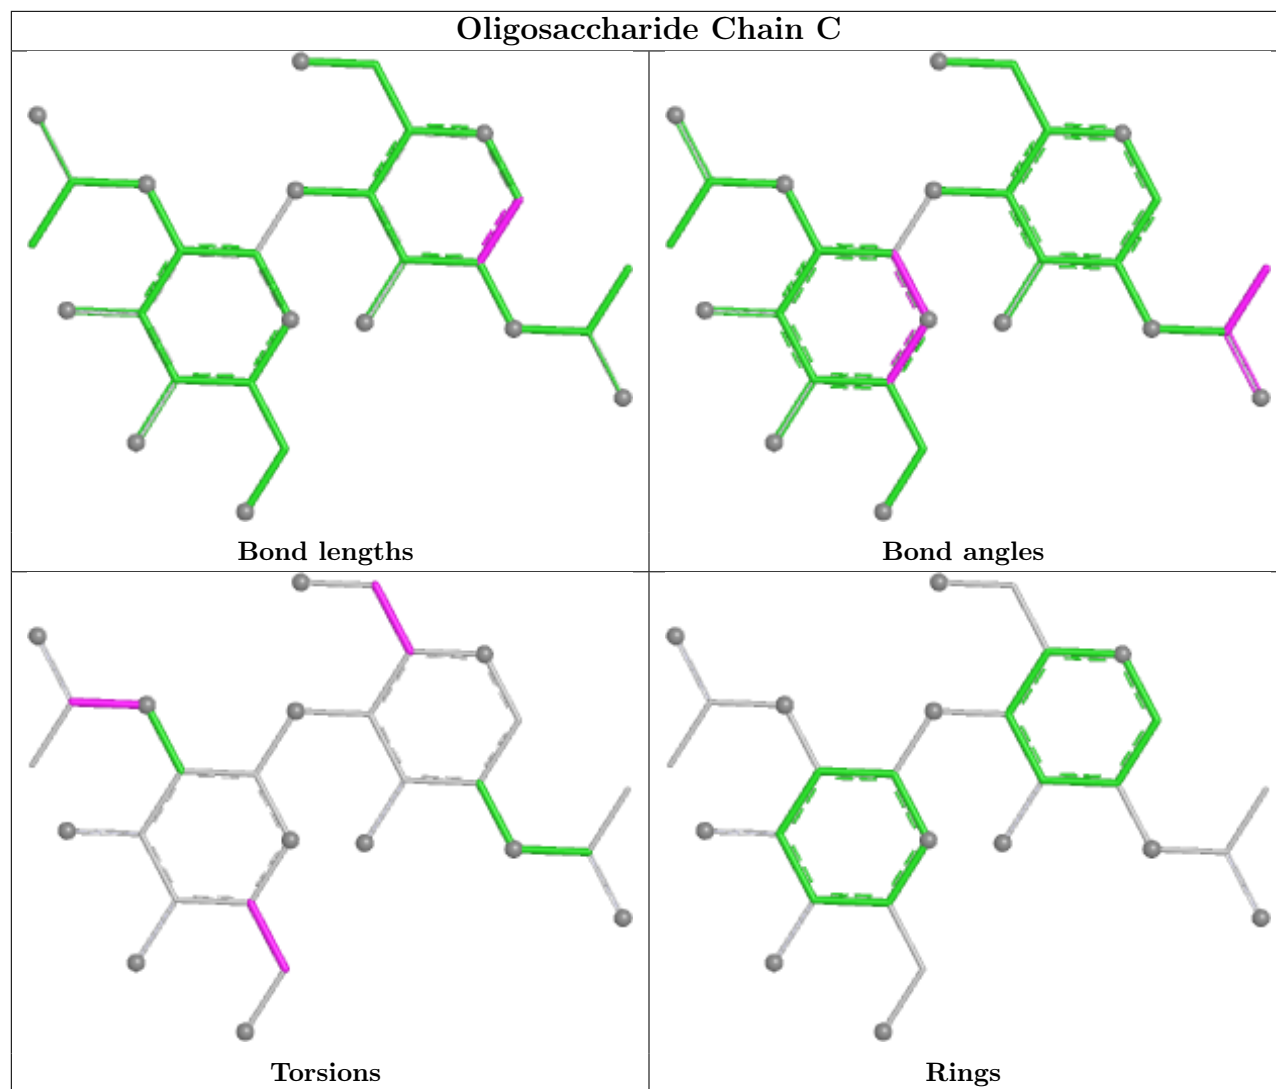 Oligosaccharide Chain C
Bond lengths
Bond angles
Torsions
Rings